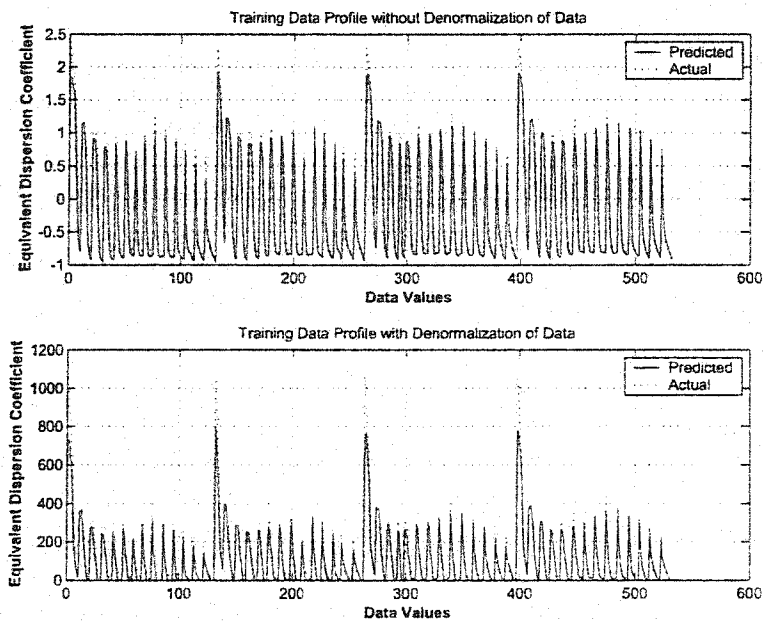 Training Data Profile without Denormalization of Data
2.5
2
1.5
1
0.5
0
-0.5
-1
Equivalent Dispersion Coefficient
Predicted
Actual
0 100 200 300 400 500 600
Data Values
Training Data Profile with Denormalization of Data
1200
1000
800
600
400
200
0
Equivalent Dispersion Coefficient
Predicted
Actual
0 100 200 300 400 500 600
Data Values